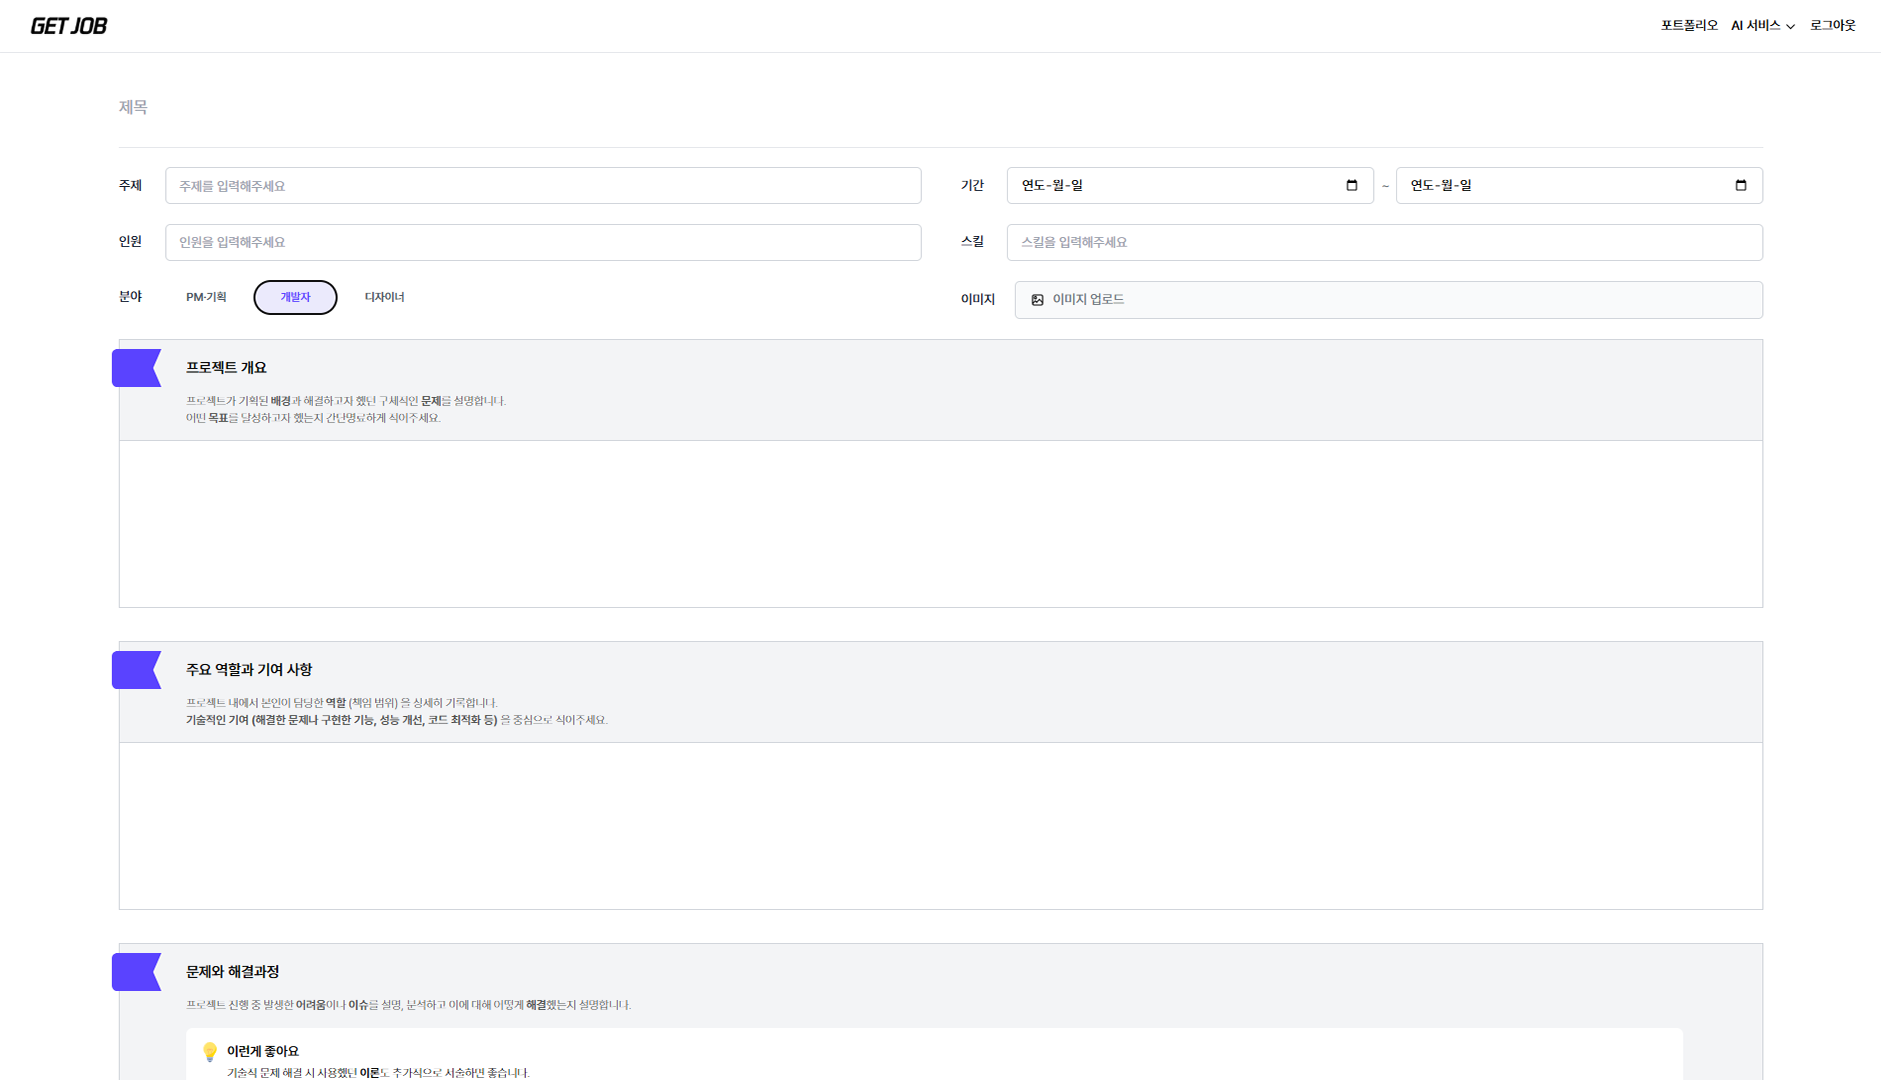 GET JOB
포트폴리오 AI 서비스 로그아웃
제목
주제 주제를 입력해주세요 기간 연도-월-일 ~ 연도-월-일
인원 인원을 입력해주세요 스킬 스킬을 입력해주세요
분야 PM·기획 개발자 디자이너 이미지 이미지 업로드
프로젝트 개요
프로젝트가 기획된 배경과 해결하고자 했던 구체적인 문제를 설명합니다.
어떤 목표를 달성하고자 했는지 간단명료하게 적어주세요.
주요 역할과 기여 사항
프로젝트 내에서 본인이 담당한 역할 (책임 범위) 을 상세히 기록합니다.
기술적인 기여 (해결한 문제나 구현한 기능, 성능 개선, 코드 최적화 등) 을 중심으로 적어주세요.
문제와 해결과정
프로젝트 진행 중 발생한 어려움이나 이슈를 설명, 분석하고 이에 대해 어떻게 해결했는지 설명합니다.
이런게 좋아요
기술적 문제 해결 시 사용했던 이론도 추가적으로 서술하면 좋습니다.